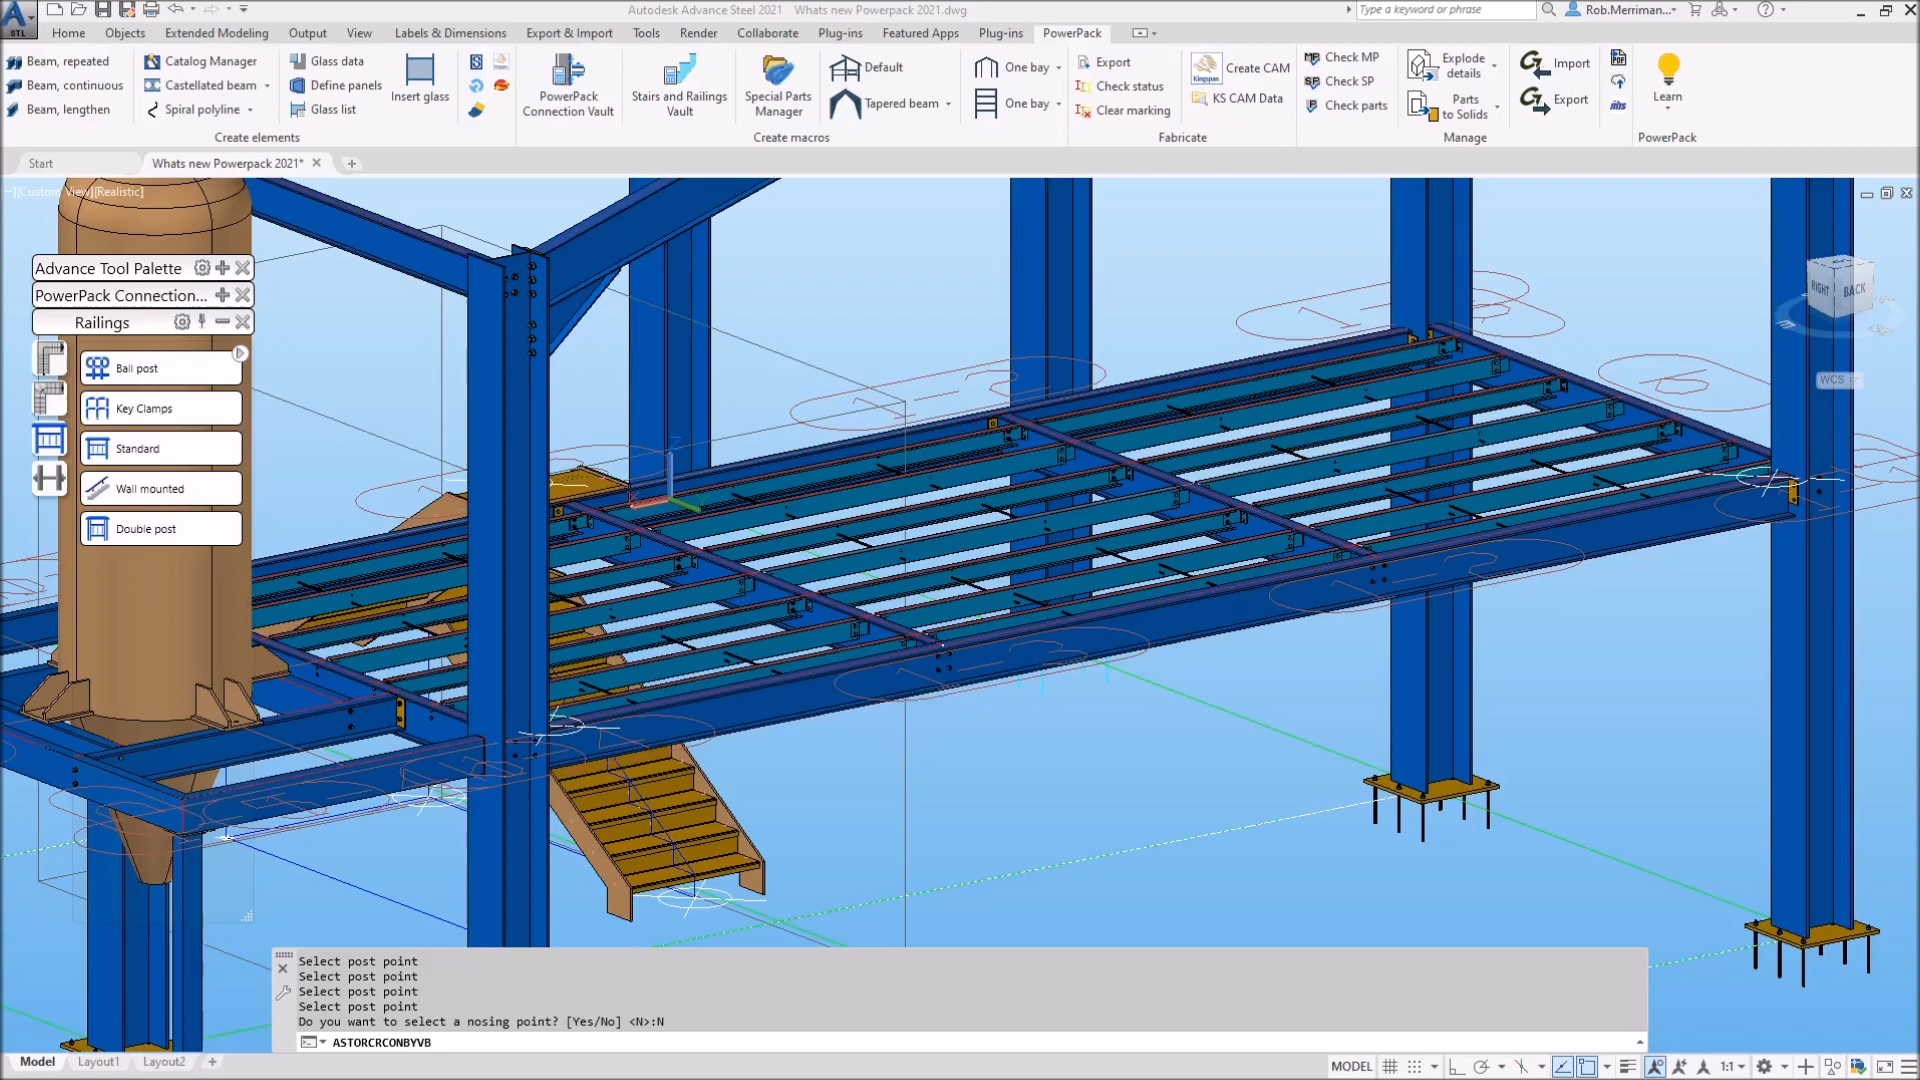 A
STL
Autodesk Advance Steel 2021 Whats new Powerpack 2021.dwg
Type a keyword or phrase
Rob.Merriman...
Home Objects Extended Modeling Output View Labels & Dimensions Export & Import Tools Render Collaborate Plug-ins Featured Apps Plug-ins PowerPack
Beam, repeated
Beam, continuous
Beam, lengthen
Catalog Manager
Castellated beam
Spiral polyline
Glass data
Define panels
Glass list
Insert glass
Create elements
PowerPack
Connection Vault
Stairs and Railings
Vault
Special Parts
Manager
Default
Tapered beam
One bay
One bay
Create macros
Export
Check status
Clear marking
Kingspan
Create CAM
KS CAM Data
Fabricate
MP Check MP
SP Check SP
P Check parts
Explode
details
Parts
to Solids
Manage
Import
Export
PDF
Learn
PowerPack
Start
Whats new Powerpack 2021*
[Custom View][Realistic]
Advance Tool Palette
PowerPack Connection...
Railings
Ball post
Key Clamps
Standard
Wall mounted
Double post
RIGHT BACK
WCS
Select post point
Select post point
Select post point
Select post point
Do you want to select a nosing point? [Yes/No] <N>:N
ASTORCRCONBYVB
Model Layout1 Layout2 +
MODEL
1:1